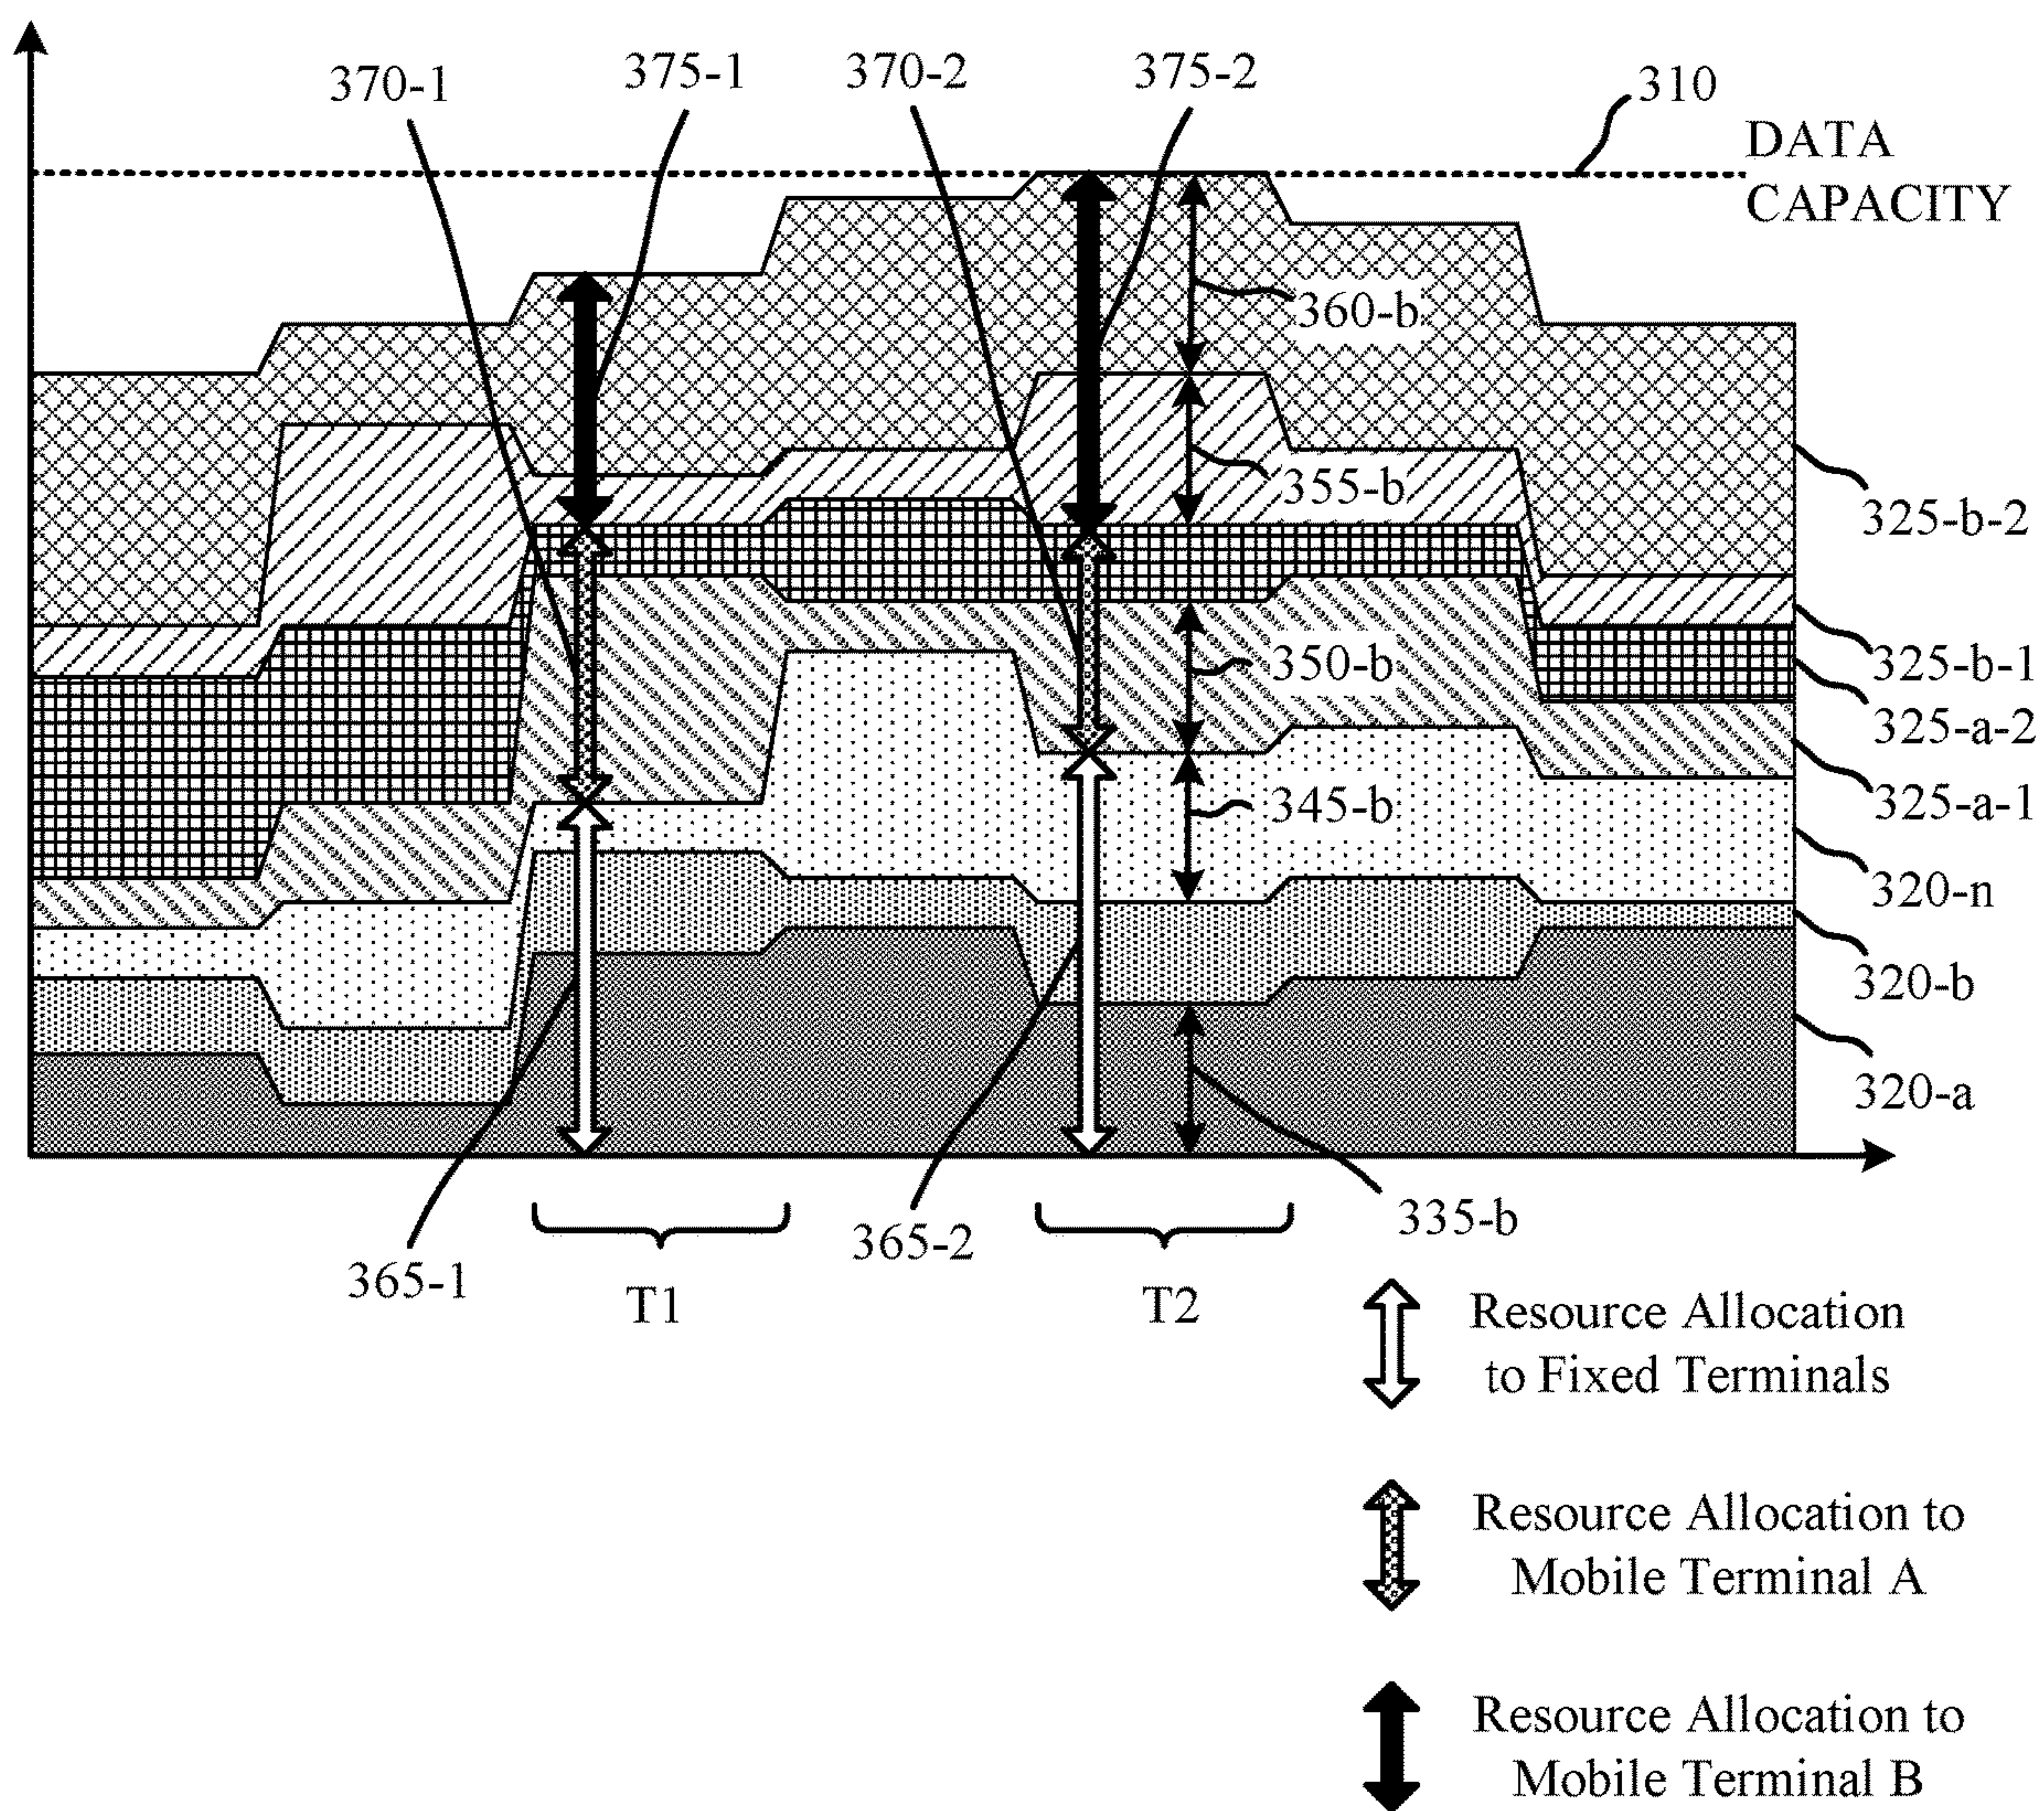 370-1
375-1
370-2
375-2
310
DATA
CAPACITY
360-b
355-b
325-b-2
350-b
325-b-1
325-a-2
345-b
325-a-1
320-n
320-b
320-a
365-1
T1
365-2
T2
335-b
Resource Allocation
to Fixed Terminals
Resource Allocation to
Mobile Terminal A
Resource Allocation to
Mobile Terminal B